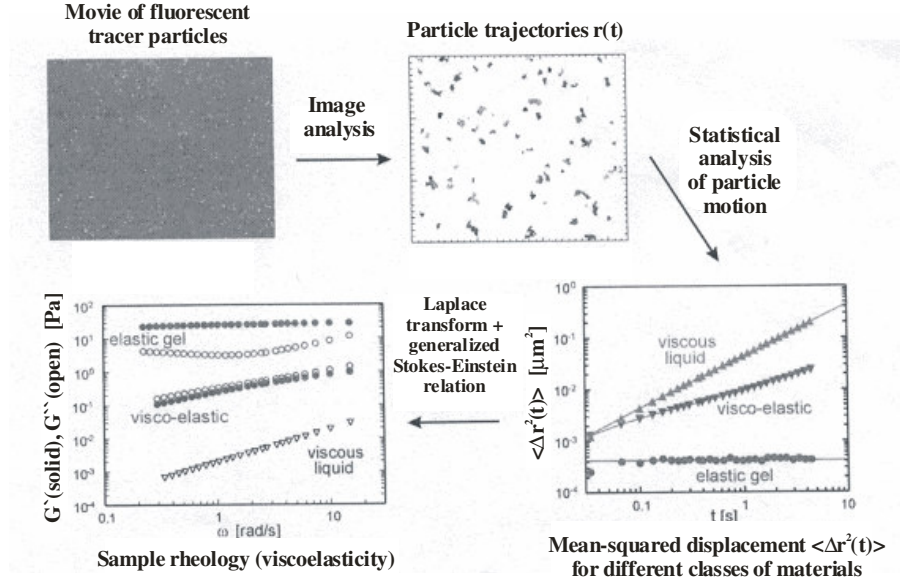 Movie of fluorescent
tracer particles
Particle trajectories r(t)
Image
analysis
Statistical
analysis
of particle
motion
G`(solid), G``(open) [Pa]
10²
10¹
10⁰
10⁻¹
10⁻²
10⁻³
10⁻⁴
elastic gel
visco-elastic
viscous
liquid
0.1
1
10
ω [rad/s]
Sample rheology (viscoelasticity)
Laplace
transform +
generalized
Stokes-Einstein
relation
<Δr²(t)> [µm²]
10⁰
10⁻¹
10⁻²
10⁻³
10⁻⁴
viscous
liquid
visco-elastic
elastic gel
0.1
1
10
t [s]
Mean-squared displacement <Δr²(t)>
for different classes of materials